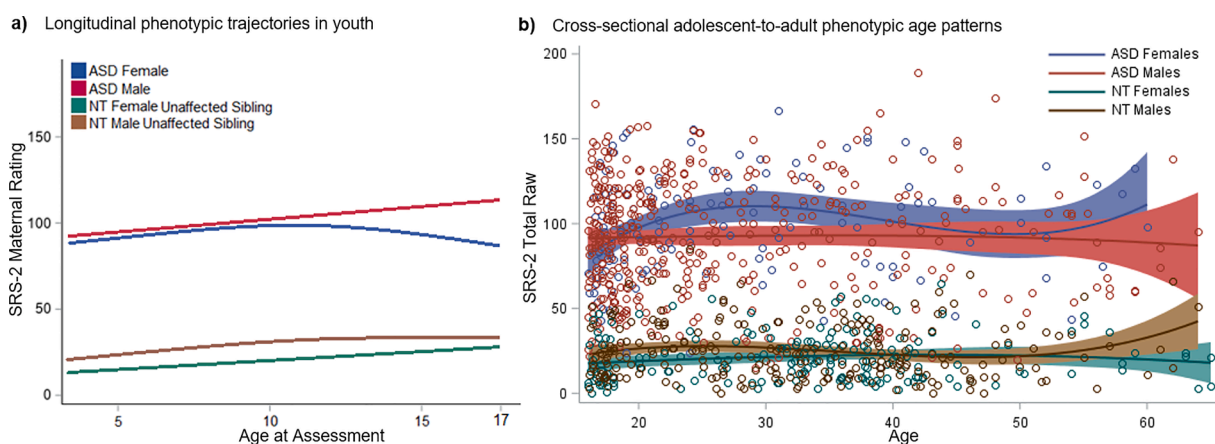 a) Longitudinal phenotypic trajectories in youth
SRS-2 Maternal Rating
150
100
50
0
ASD Female
ASD Male
NT Female Unaffected Sibling
NT Male Unaffected Sibling
5 10 15 17
Age at Assessment
b) Cross-sectional adolescent-to-adult phenotypic age patterns
SRS-2 Total Raw
200
150
100
50
0
ASD Females
ASD Males
NT Females
NT Males
20 30 40 50 60
Age